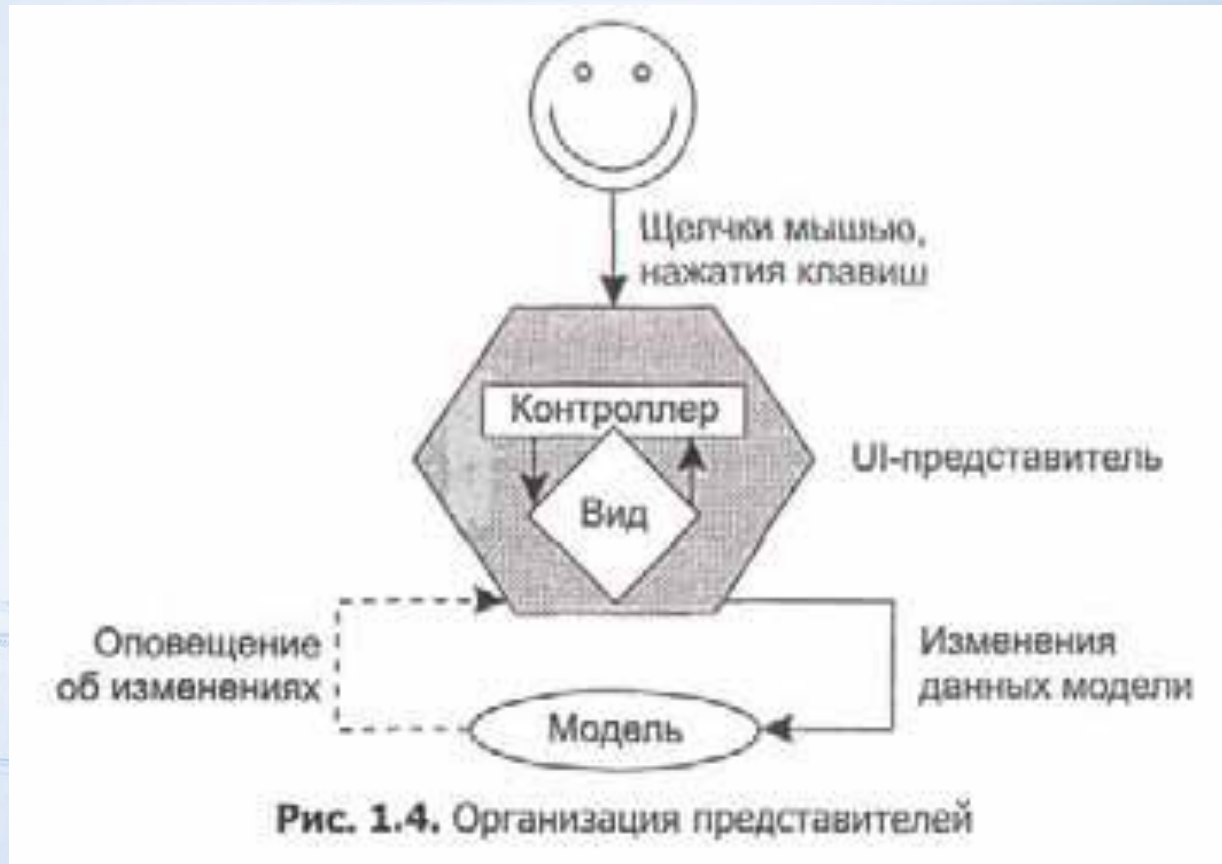 Щелчки мышью,
нажатия клавиш
Контроллер
UI-представитель
Вид
Оповещение
об изменениях
Изменения
данных модели
Модель
Рис. 1.4. Организация представителей